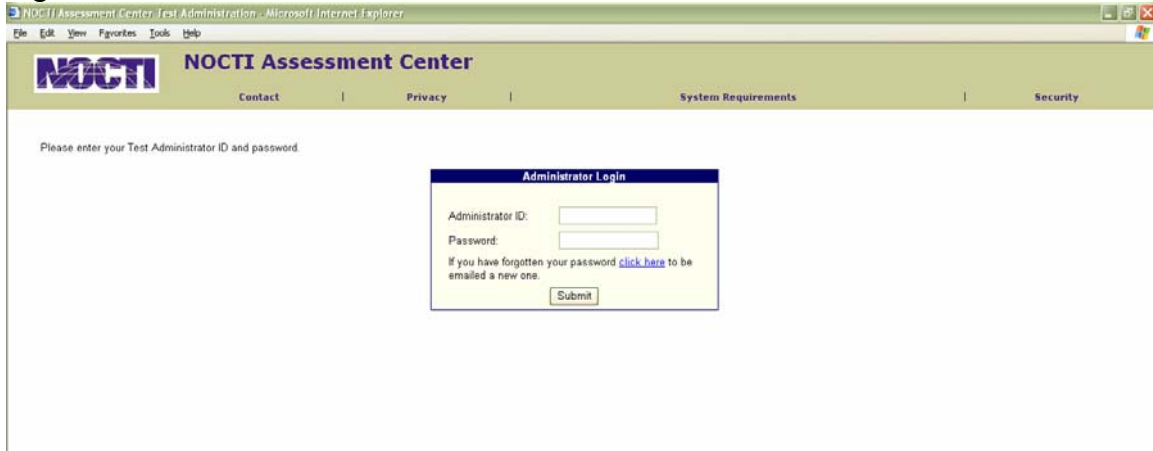 NOCTI Assessment Center Test Administration - Microsoft Internet Explorer
File Edit View Favorites Tools Help
NOCTI
NOCTI Assessment Center
Contact | Privacy | System Requirements | Security
Please enter your Test Administrator ID and password.
Administrator Login
Administrator ID:
Password:
If you have forgotten your password click here to be
emailed a new one.
Submit